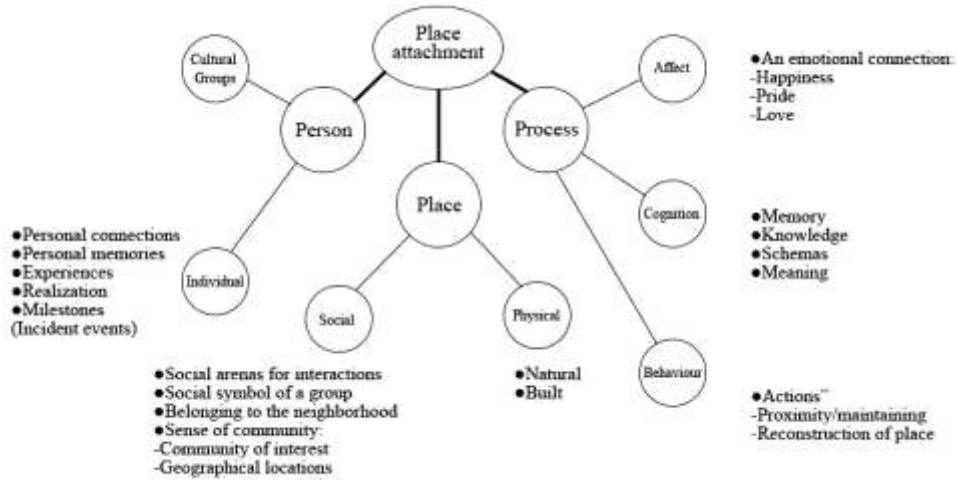 Place
attachment
Cultural
Groups
Person
Individual
●Personal connections
●Personal memories
●Experiences
●Realization
●Milestones
(Incident events)
Place
Social
●Social arenas for interactions
●Social symbol of a group
●Belonging to the neighborhood
●Sense of community:
-Community of interest
-Geographical locations
Physical
●Natural
●Built
Process
Affect
●An emotional connection:
-Happiness
-Pride
-Love
Cognition
●Memory
●Knowledge
●Schemas
●Meaning
Behaviour
●Actions"
-Proximity/maintaining
-Reconstruction of place